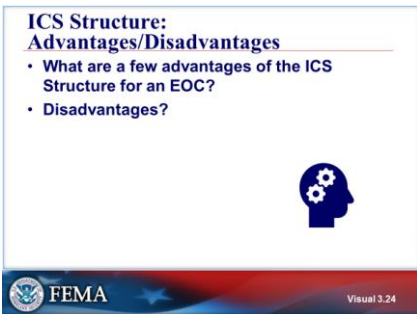 ICS Structure:
Advantages/Disadvantages
• What are a few advantages of the ICS
Structure for an EOC?
• Disadvantages?
FEMA
Visual 3.24